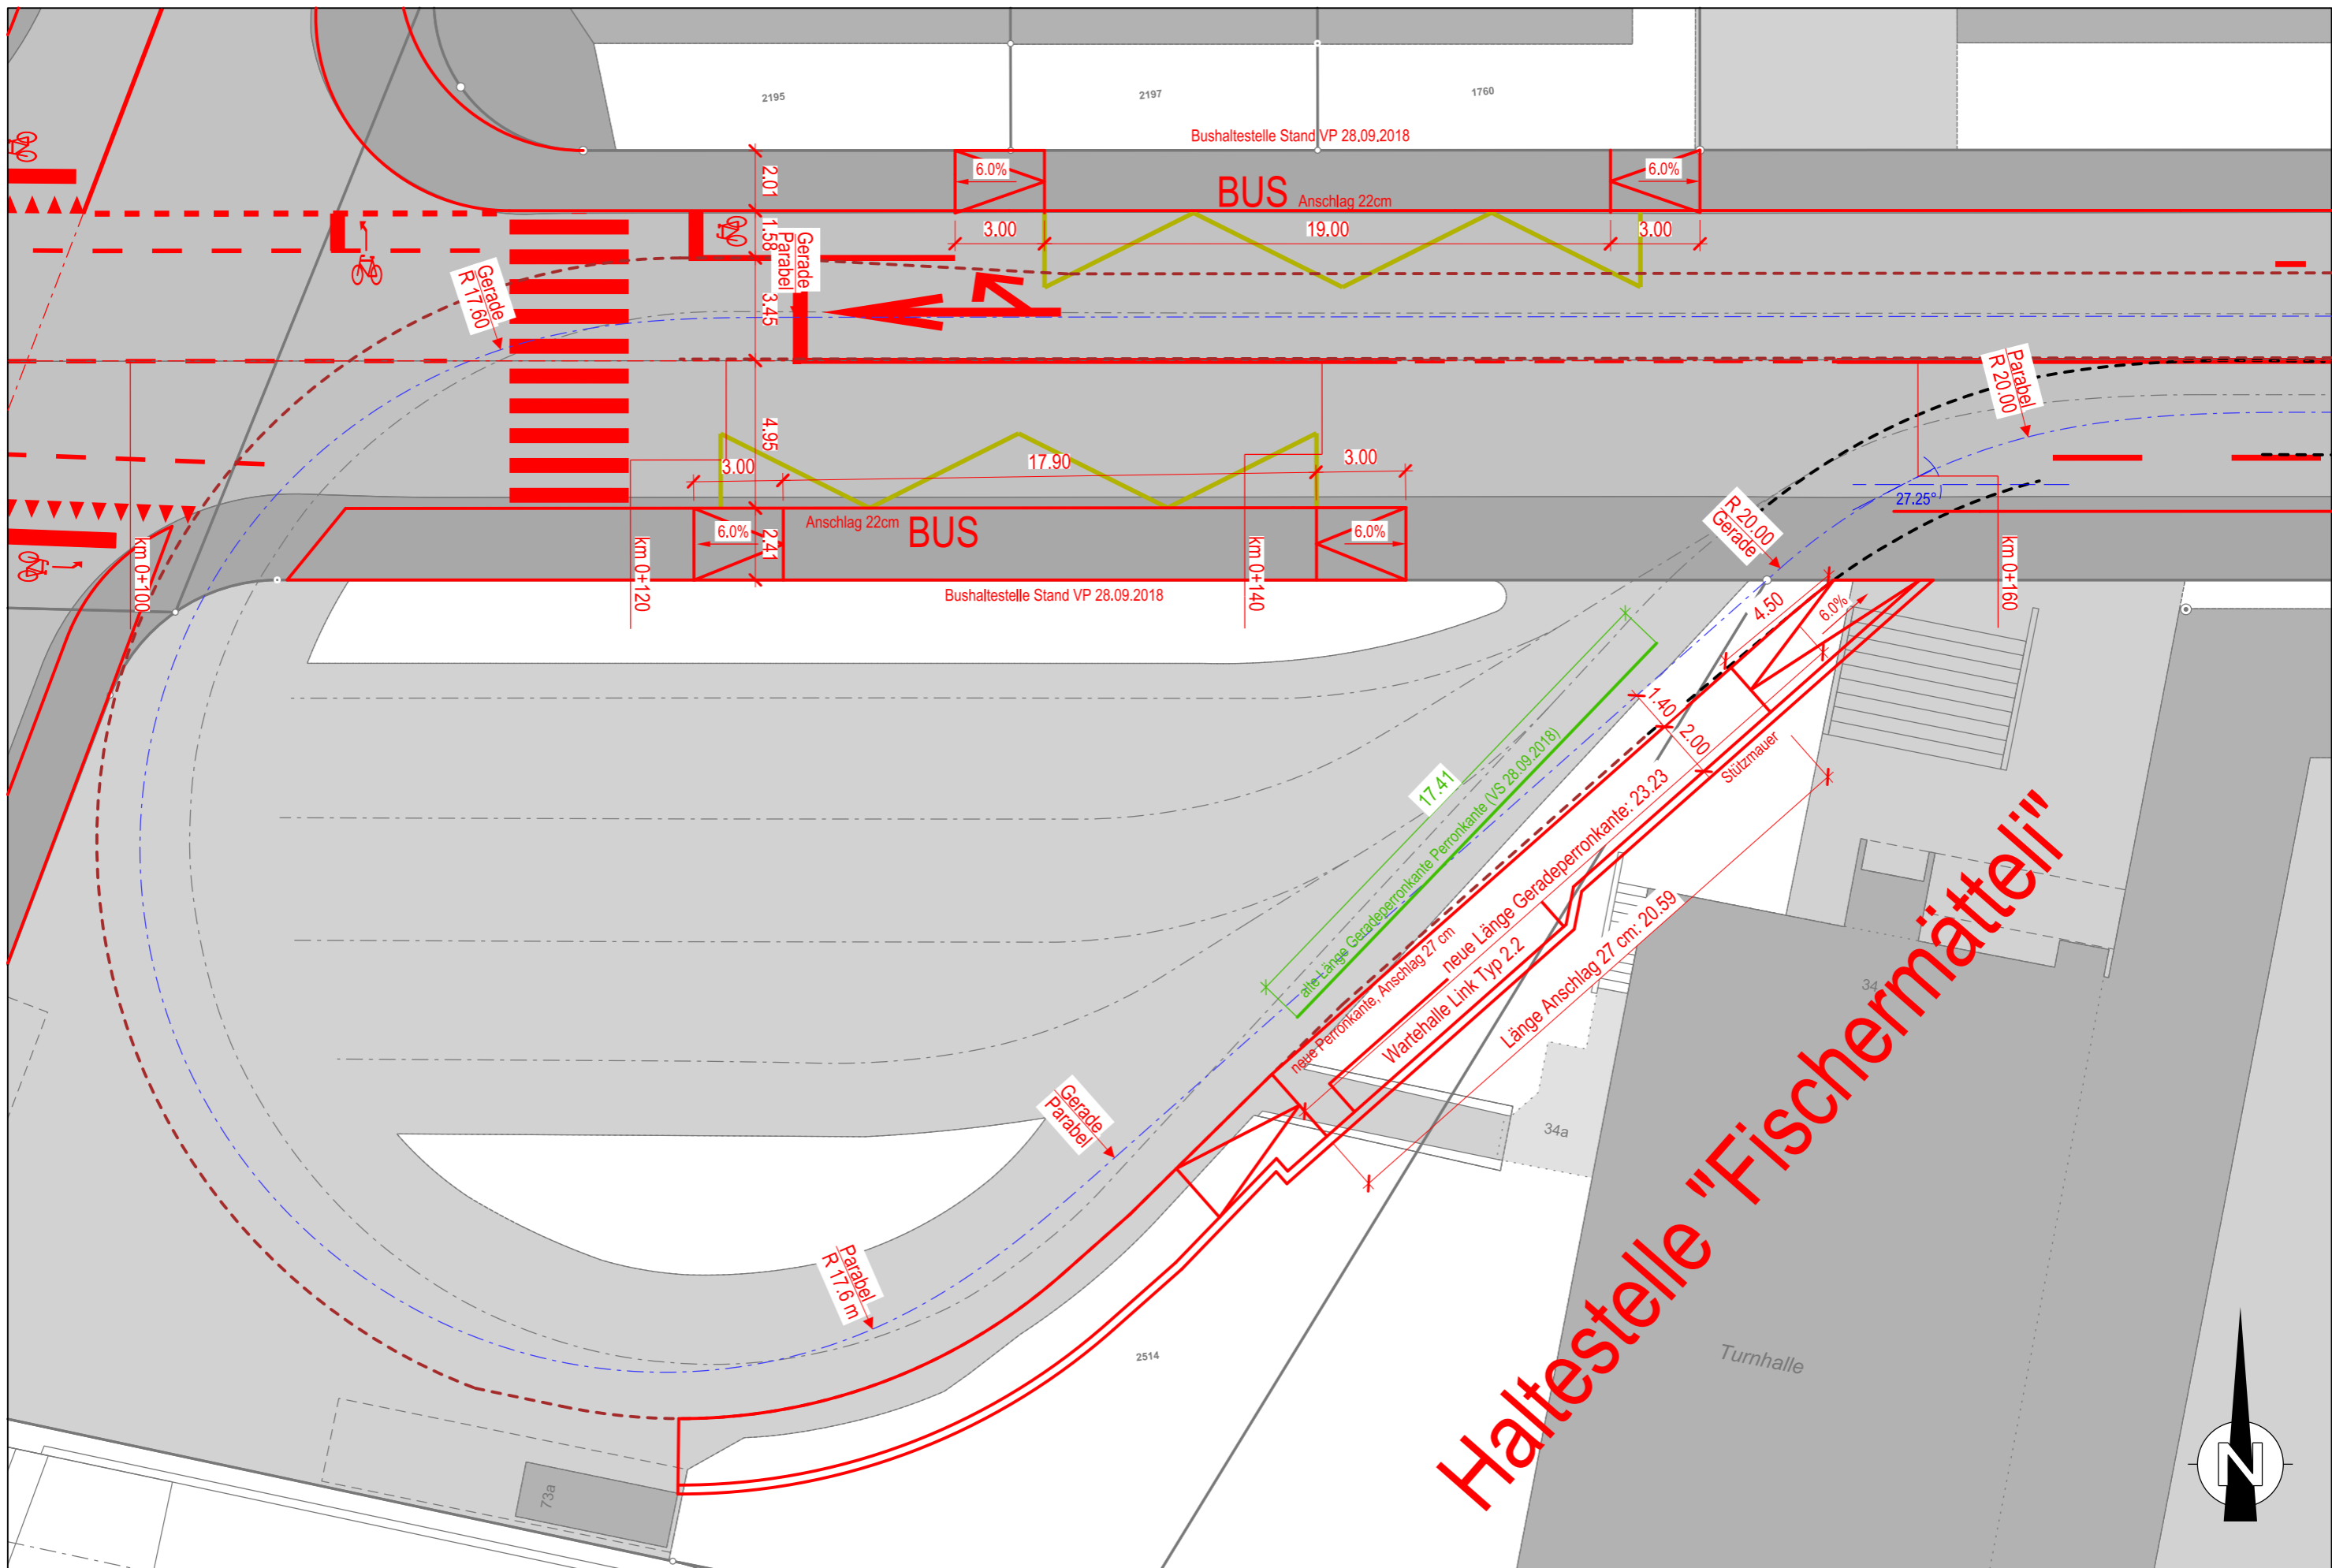 2195
2197
1760
Bushaltestelle Stand VP 28.09.2018
6.0%
6.0%
BUS Anschlag 22cm
2.01
1.58
3.45
4.95
2.41
3.00
19.00
3.00
Gerade
Parabel
Gerade
R 17.60
Parabel
R 20.00
3.00
17.90
3.00
27.25°
R 20.00
Gerade
6.0%
Anschlag 22cm BUS
6.0%
km 0+100
km 0+120
km 0+140
km 0+160
Bushaltestelle Stand VP 28.09.2018
4.50
6.0%
1.40
2.00
Stützmauer
17.41
alte Länge Geradeperronkante Perronkante (VS 28.09.2018)
neue Länge Geradeperronkante: 23.23
neue Perronkante, Anschlag 27 cm
Wartehalle Link Typ 2.2
Länge Anschlag 27 cm: 20.59
Gerade
Parabel
Parabel
R 17.6 m
34
34a
2514
73a
Turnhalle
Haltestelle "Fischermätteli"
N